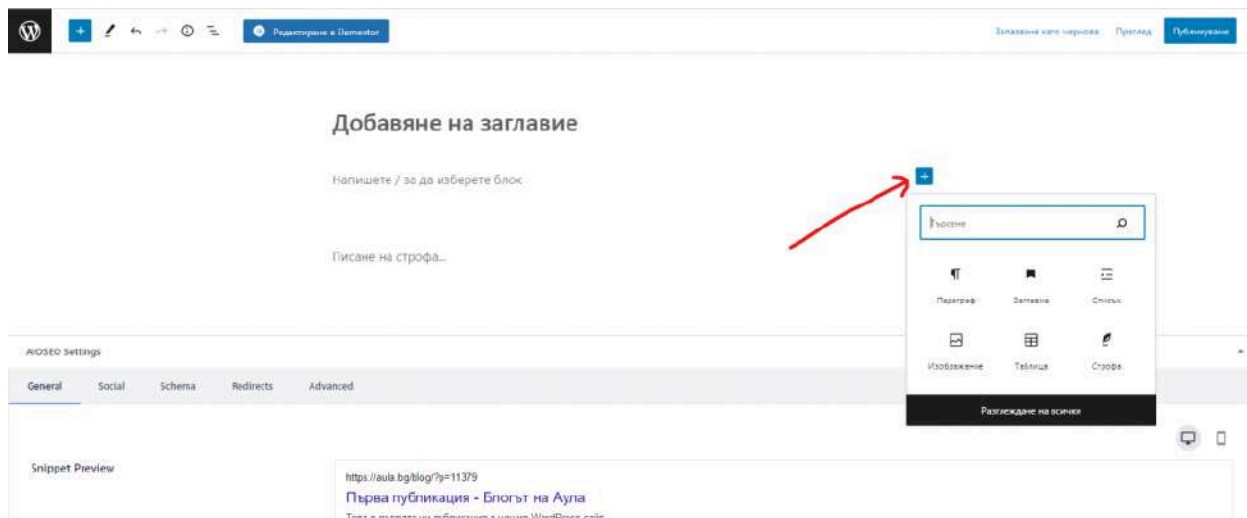 Редактиране в Elementor
Запазване като чернова Преглед Публикуване
Добавяне на заглавие
Напишете / за да изберете блок
Писане на строфа...
Търсене
Параграф Заглавие Списък
Изображение Таблица Строфа
Разглеждане на всички
AIOSEO Settings
General Social Schema Redirects Advanced
Snippet Preview
https://aula.bg/blog/?p=11379
Първа публикация - Блогът на Аула